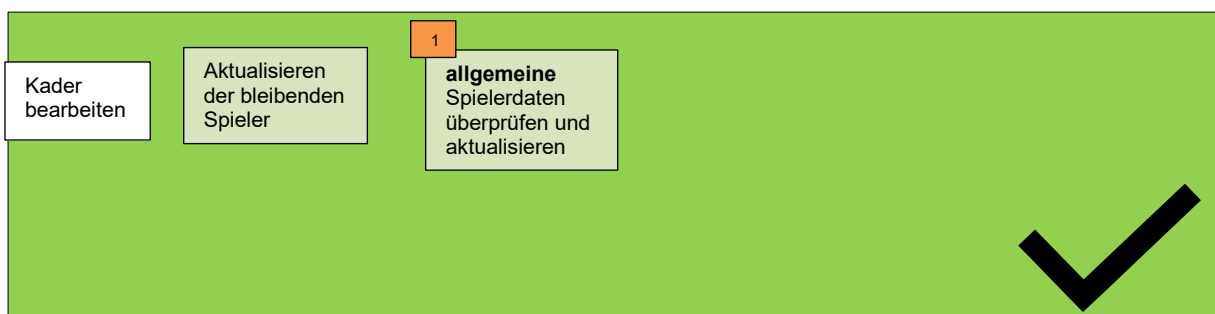 Kader
bearbeiten
Aktualisieren
der bleibenden
Spieler
1
allgemeine
Spielerdaten
überprüfen und
aktualisieren